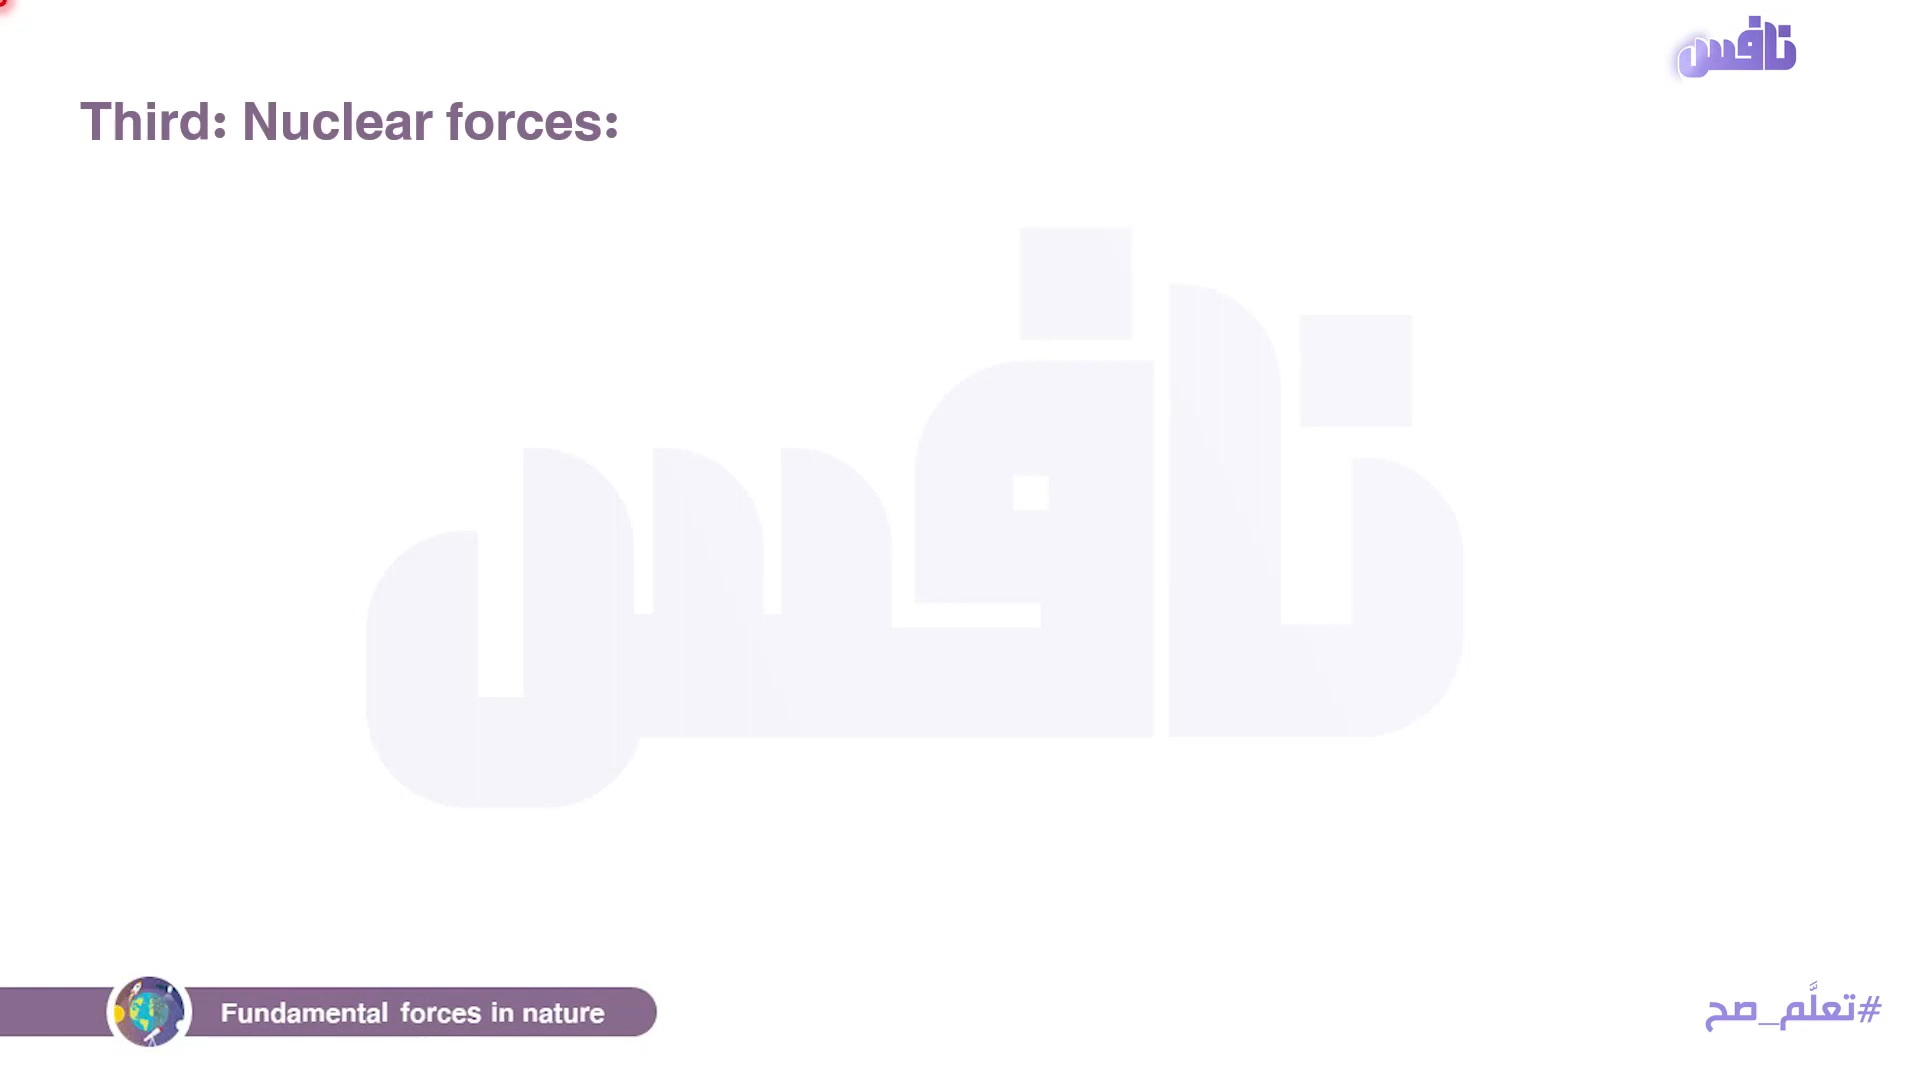 نافس
Third: Nuclear forces:
نافس
Fundamental forces in nature
#تعلَّم_صح